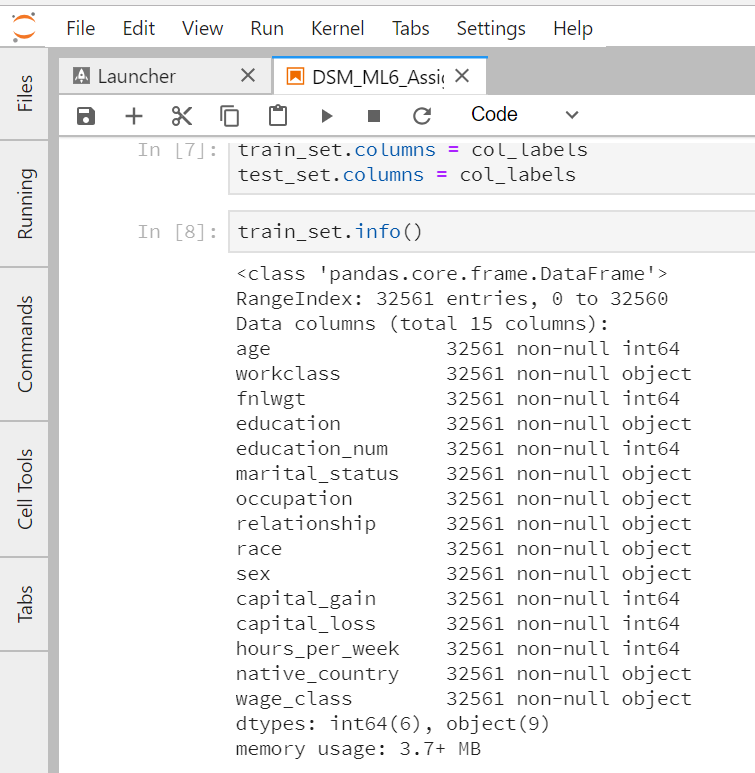 File Edit View Run Kernel Tabs Settings Help
Launcher
DSM_ML6_Assi
Code
Files
Running
Commands
Cell Tools
Tabs
In [7]: train_set.columns = col_labels
test_set.columns = col_labels
In [8]: train_set.info()
<class 'pandas.core.frame.DataFrame'>
RangeIndex: 32561 entries, 0 to 32560
Data columns (total 15 columns):
age 32561 non-null int64
workclass 32561 non-null object
fnlwgt 32561 non-null int64
education 32561 non-null object
education_num 32561 non-null int64
marital_status 32561 non-null object
occupation 32561 non-null object
relationship 32561 non-null object
race 32561 non-null object
sex 32561 non-null object
capital_gain 32561 non-null int64
capital_loss 32561 non-null int64
hours_per_week 32561 non-null int64
native_country 32561 non-null object
wage_class 32561 non-null object
dtypes: int64(6), object(9)
memory usage: 3.7+ MB